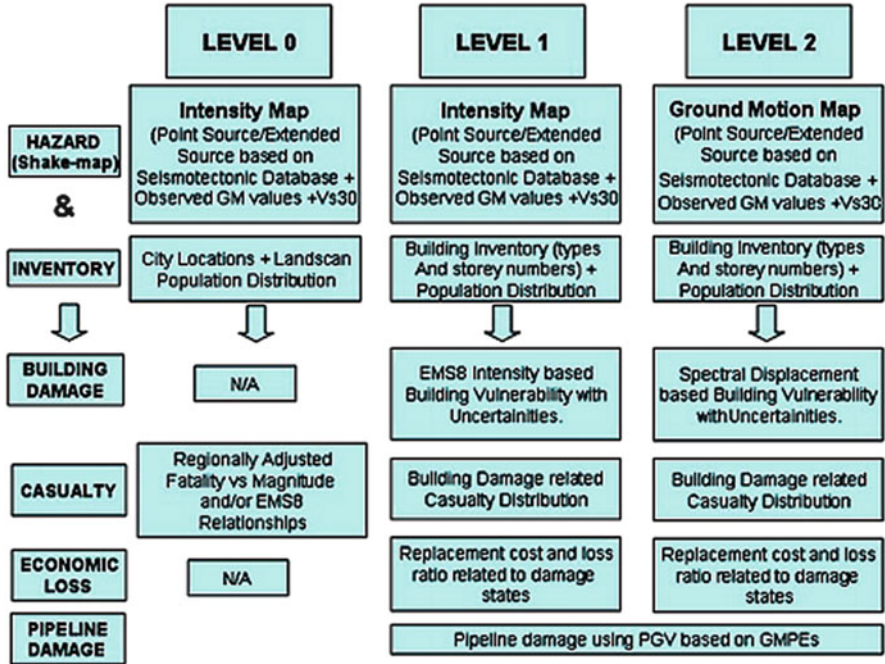 LEVEL 0
LEVEL 1
LEVEL 2
HAZARD
(Shake-map)
&
Intensity Map
(Point Source/Extended
Source based on
Seismotectonic Database +
Observed GM values +Vs30
Intensity Map
(Point Source/Extended
Source based on
Seismotectonic Database +
Observed GM values +Vs30
Ground Motion Map
(Point Source/Extended
Source based on
Seismotectonic Database +
Observed GM values +Vs30
INVENTORY
City Locations + Landscan
Population Distribution
Building Inventory (types
And storey numbers) +
Population Distribution
Building Inventory (types
And storey numbers) +
Population Distribution
BUILDING
DAMAGE
N/A
EMS8 Intensity based
Building Vulnerability with
Uncertainities.
Spectral Displacement
based Building Vulnerability
withUncertainities.
CASUALTY
Regionally Adjusted
Fatality vs Magnitude
and/or EMS8
Relationships
Building Damage related
Casualty Distribution
Building Damage related
Casualty Distribution
ECONOMIC
LOSS
N/A
Replacement cost and loss
ratio related to damage
states
Replacement cost and loss
ratio related to damage
states
PIPELINE
DAMAGE
Pipeline damage using PGV based on GMPEs